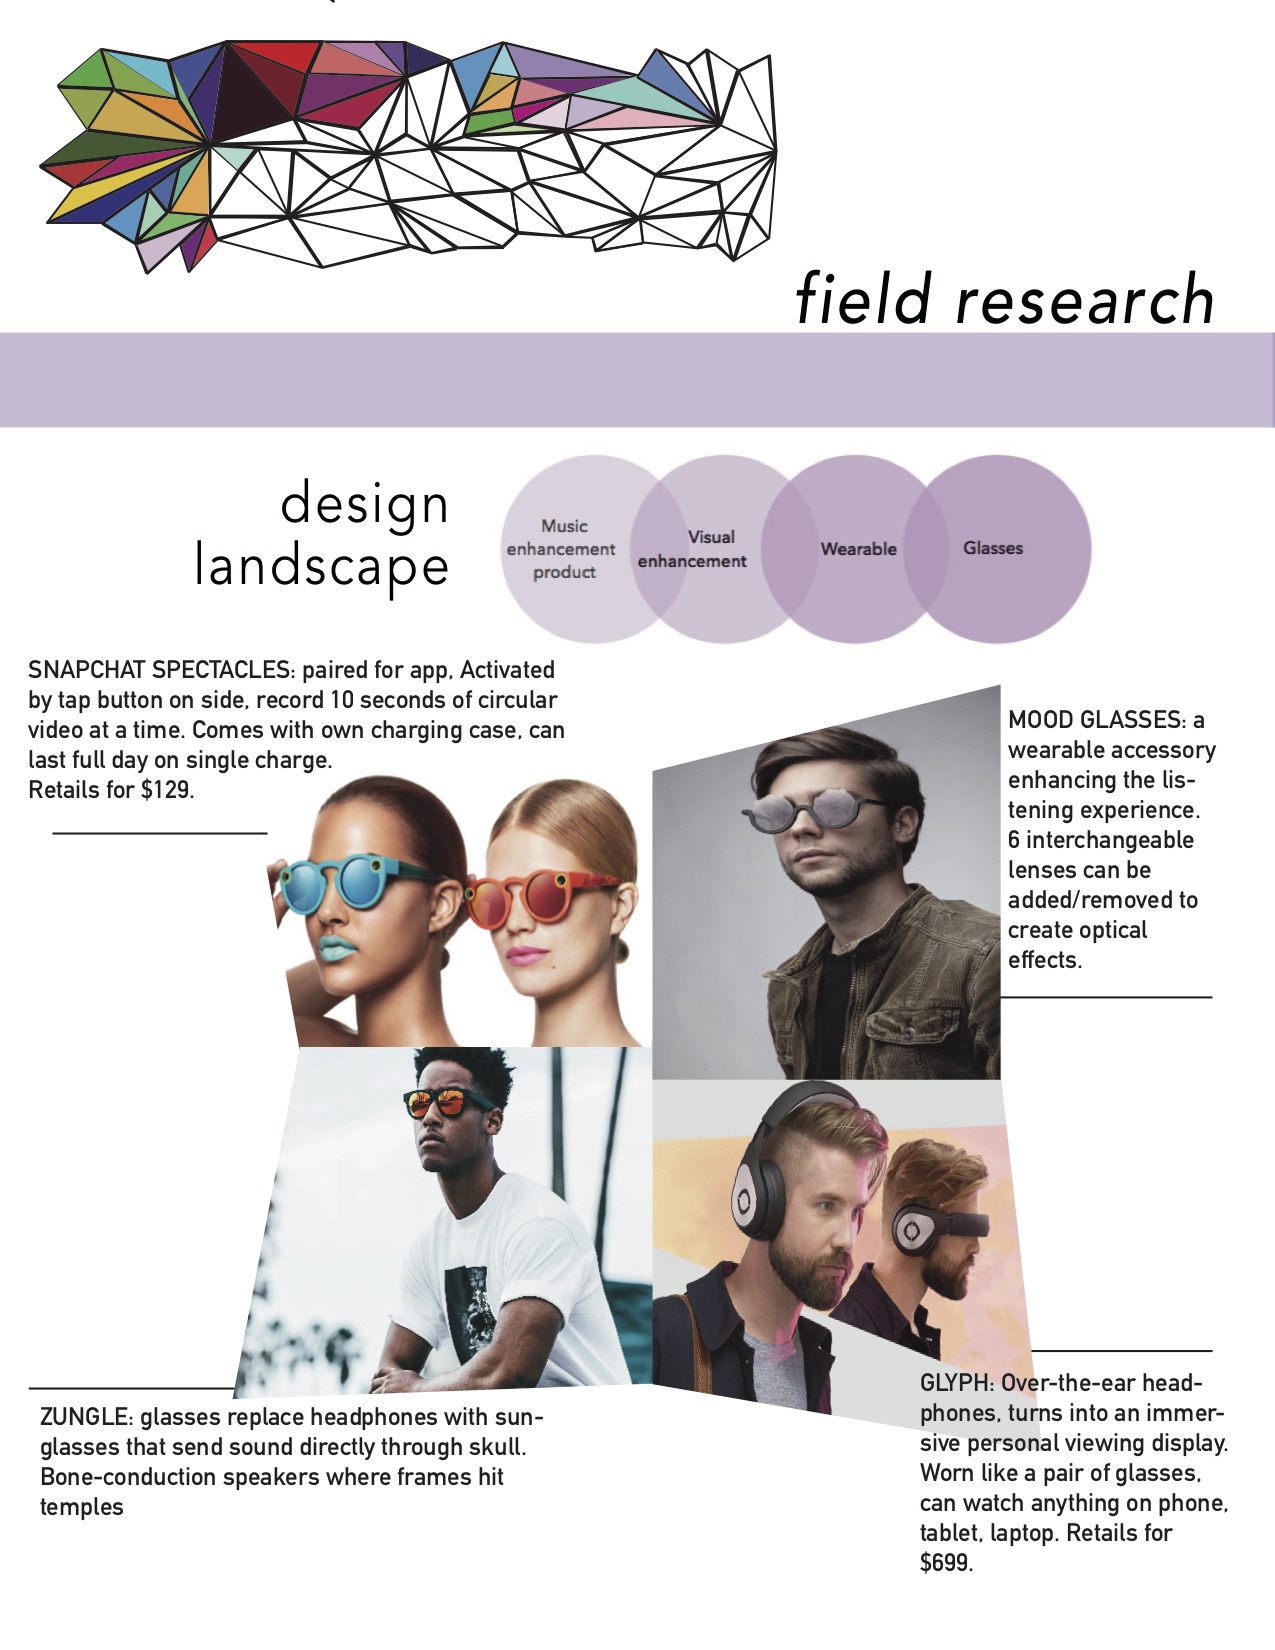 field research
design
landscape
Music
enhancement
product
Visual
enhancement
Wearable
Glasses
SNAPCHAT SPECTACLES: paired for app, Activated
by tap button on side, record 10 seconds of circular
video at a time. Comes with own charging case, can
last full day on single charge.
Retails for $129.
MOOD GLASSES: a
wearable accessory
enhancing the lis-
tening experience.
6 interchangeable
lenses can be
added/removed to
create optical
effects.
ZUNGLE: glasses replace headphones with sun-
glasses that send sound directly through skull.
Bone-conduction speakers where frames hit
temples
GLYPH: Over-the-ear head-
phones, turns into an immer-
sive personal viewing display.
Worn like a pair of glasses,
can watch anything on phone,
tablet, laptop. Retails for
$699.